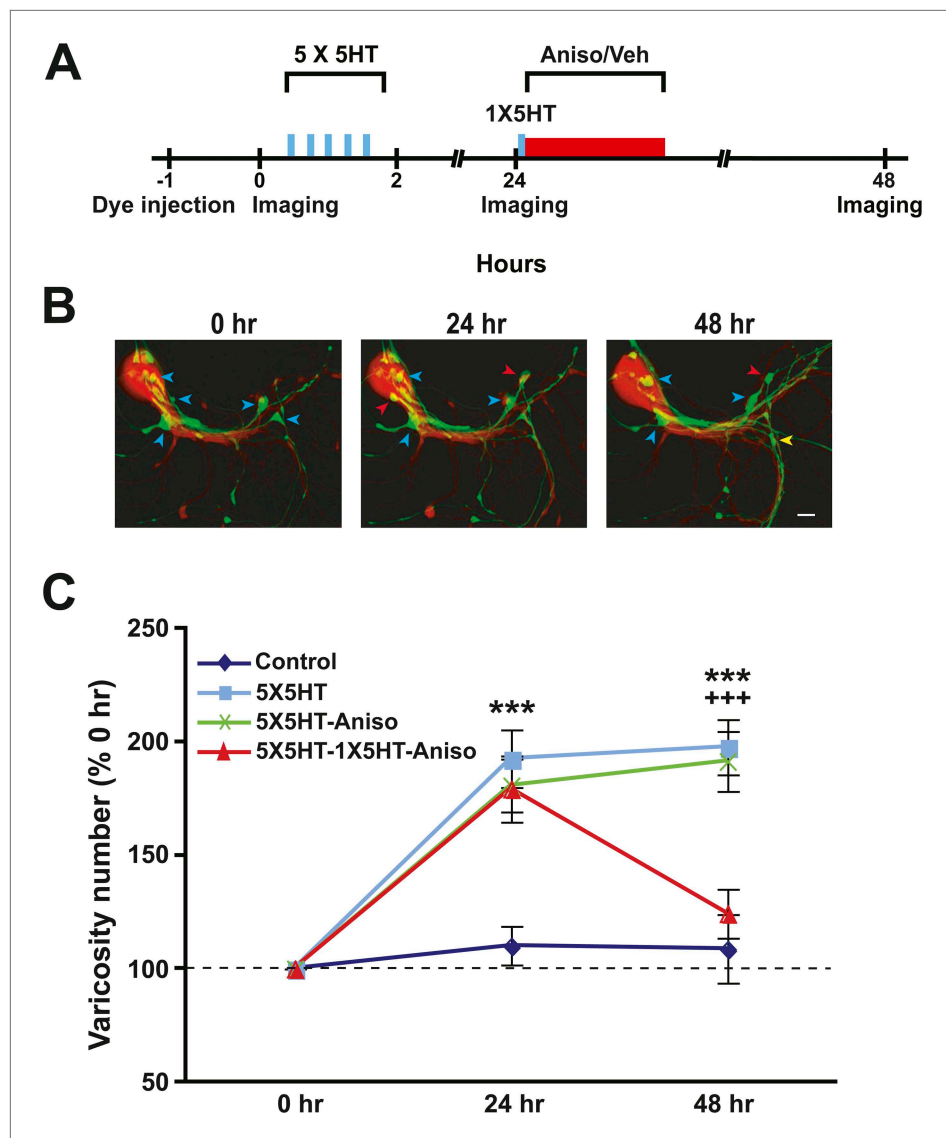 A
5 X 5HT
Aniso/Veh
1X5HT
-1 0 2 24 48
Dye injection Imaging Imaging Imaging
Hours
B
0 hr 24 hr 48 hr
C
Varicosity number (% 0 hr)
250
200
150
100
50
Control
5X5HT
5X5HT-Aniso
5X5HT-1X5HT-Aniso
***
***
+++
0 hr 24 hr 48 hr